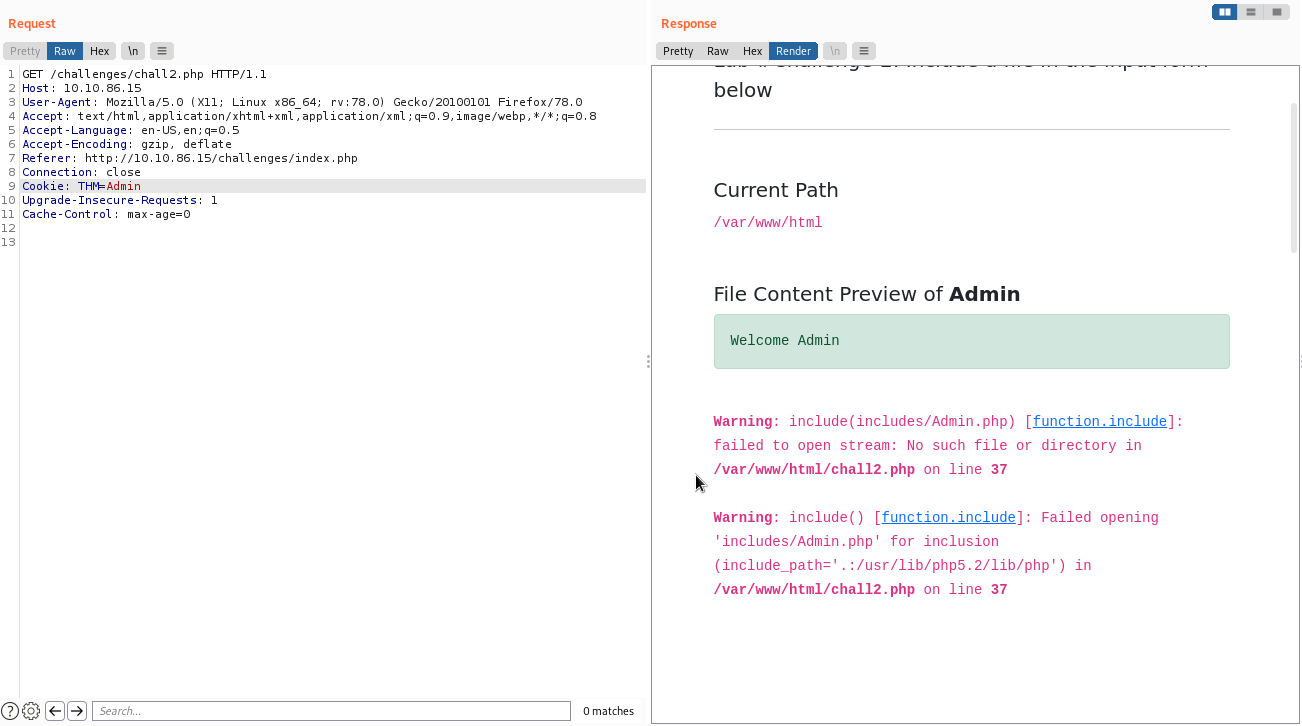 Request
Pretty Raw Hex \n
1 GET /challenges/chall2.php HTTP/1.1
2 Host: 10.10.86.15
3 User-Agent: Mozilla/5.0 (X11; Linux x86_64; rv:78.0) Gecko/20100101 Firefox/78.0
4 Accept: text/html,application/xhtml+xml,application/xml;q=0.9,image/webp,*/*;q=0.8
5 Accept-Language: en-US,en;q=0.5
6 Accept-Encoding: gzip, deflate
7 Referer: http://10.10.86.15/challenges/index.php
8 Connection: close
9 Cookie: THM=Admin
10 Upgrade-Insecure-Requests: 1
11 Cache-Control: max-age=0
12
13
? Search... 0 matches
Response
Pretty Raw Hex Render \n
below
Current Path
/var/www/html
File Content Preview of Admin
Welcome Admin
Warning: include(includes/Admin.php) [function.include]:
failed to open stream: No such file or directory in
/var/www/html/chall2.php on line 37
Warning: include() [function.include]: Failed opening
'includes/Admin.php' for inclusion
(include_path='.:/usr/lib/php5.2/lib/php') in
/var/www/html/chall2.php on line 37